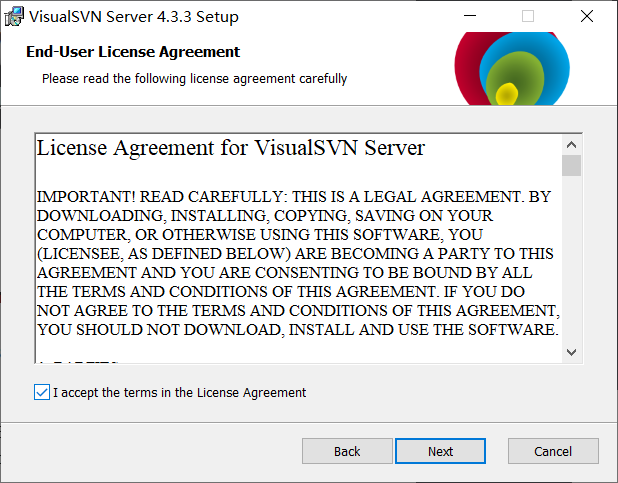 VisualSVN Server 4.3.3 Setup
End-User License Agreement
Please read the following license agreement carefully
License Agreement for VisualSVN Server
IMPORTANT! READ CAREFULLY: THIS IS A LEGAL AGREEMENT. BY
DOWNLOADING, INSTALLING, COPYING, SAVING ON YOUR
COMPUTER, OR OTHERWISE USING THIS SOFTWARE, YOU
(LICENSEE, AS DEFINED BELOW) ARE BECOMING A PARTY TO THIS
AGREEMENT AND YOU ARE CONSENTING TO BE BOUND BY ALL
THE TERMS AND CONDITIONS OF THIS AGREEMENT. IF YOU DO
NOT AGREE TO THE TERMS AND CONDITIONS OF THIS AGREEMENT,
YOU SHOULD NOT DOWNLOAD, INSTALL AND USE THE SOFTWARE.
I accept the terms in the License Agreement
Back
Next
Cancel